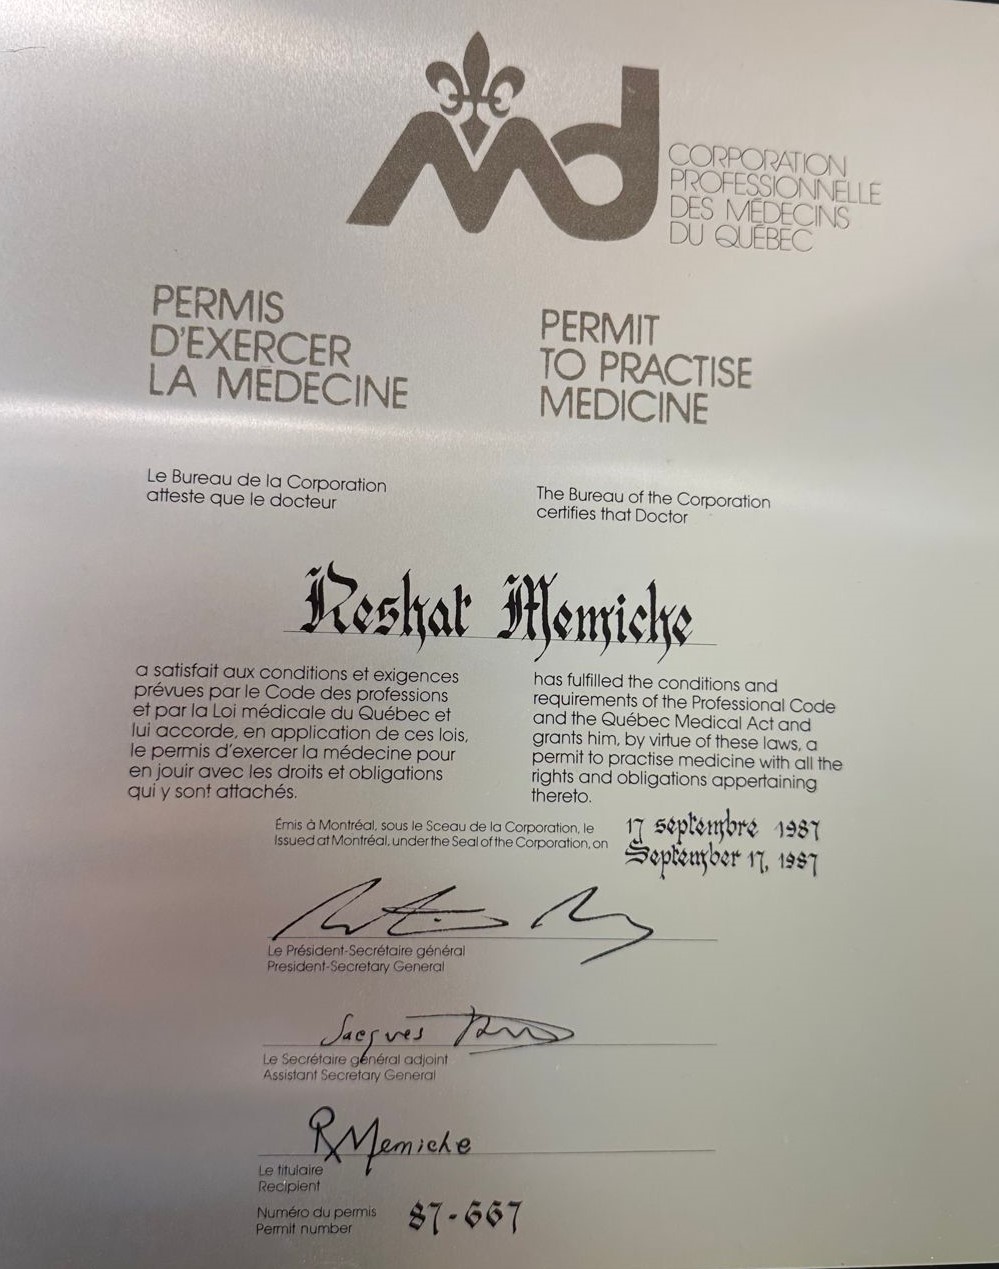 md
CORPORATION
PROFESSIONNELLE
DES MÉDECINS
DU QUÉBEC
PERMIS
D'EXERCER
LA MÉDECINE
PERMIT
TO PRACTISE
MEDICINE
Le Bureau de la Corporation
atteste que le docteur
The Bureau of the Corporation
certifies that Doctor
Reshat Memiche
a satisfait aux conditions et exigences
prévues par le Code des professions
et par la Loi médicale du Québec et
lui accorde, en application de ces lois,
le permis d'exercer la médecine pour
en jouir avec les droits et obligations
qui y sont attachés.
has fulfilled the conditions and
requirements of the Professional Code
and the Québec Medical Act and
grants him, by virtue of these laws, a
permit to practise medicine with all the
rights and obligations appertaining
thereto.
Émis à Montréal, sous le Sceau de la Corporation, le 17 septembre 1987
Issued at Montréal, under the Seal of the Corporation, on September 17, 1987
Le Président-Secrétaire général
President-Secretary General
Jacques
Le Secrétaire général adjoint
Assistant Secretary General
R Memiche
Le titulaire
Recipient
Numéro du permis
Permit number 87-667